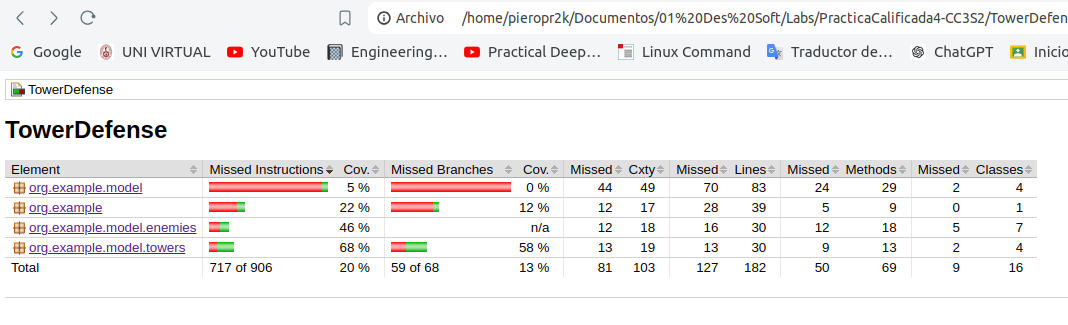 Archivo /home/pieropr2k/Documentos/01%20Des%20Soft/Labs/PracticaCalificada4-CC3S2/TowerDefen
Google UNI VIRTUAL YouTube Engineering… Practical Deep… Linux Command Traductor de… ChatGPT Inicio
TowerDefense
TowerDefense
Element Missed Instructions Cov. Missed Branches Cov. Missed Cxty Missed Lines Missed Methods Missed Classes
org.example.model 5 % 0 % 44 49 70 83 24 29 2 4
org.example 22 % 12 % 12 17 28 39 5 9 0 1
org.example.model.enemies 46 % n/a 12 18 16 30 12 18 5 7
org.example.model.towers 68 % 58 % 13 19 13 30 9 13 2 4
Total 717 of 906 20 % 59 of 68 13 % 81 103 127 182 50 69 9 16